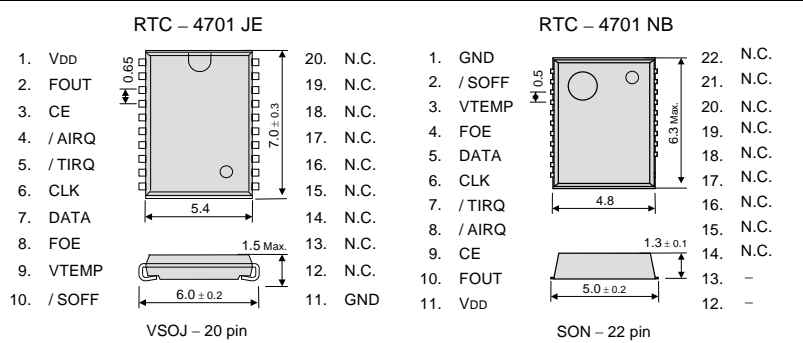 RTC – 4701 JE
1. VDD 20. N.C.
2. FOUT 19. N.C.
3. CE 18. N.C.
4. / AIRQ 17. N.C.
5. / TIRQ 16. N.C.
6. CLK 15. N.C.
7. DATA 14. N.C.
8. FOE 13. N.C.
9. VTEMP 12. N.C.
10. / SOFF 11. GND
0.65
7.0 ± 0.3
5.4
1.5 Max.
6.0 ± 0.2
VSOJ – 20 pin
RTC – 4701 NB
1. GND 22. N.C.
2. / SOFF 21. N.C.
3. VTEMP 20. N.C.
4. FOE 19. N.C.
5. DATA 18. N.C.
6. CLK 17. N.C.
7. / TIRQ 16. N.C.
8. / AIRQ 15. N.C.
9. CE 14. N.C.
10. FOUT 13. –
11. VDD 12. –
0.5
6.3 Max.
4.8
1.3 ± 0.1
5.0 ± 0.2
SON – 22 pin